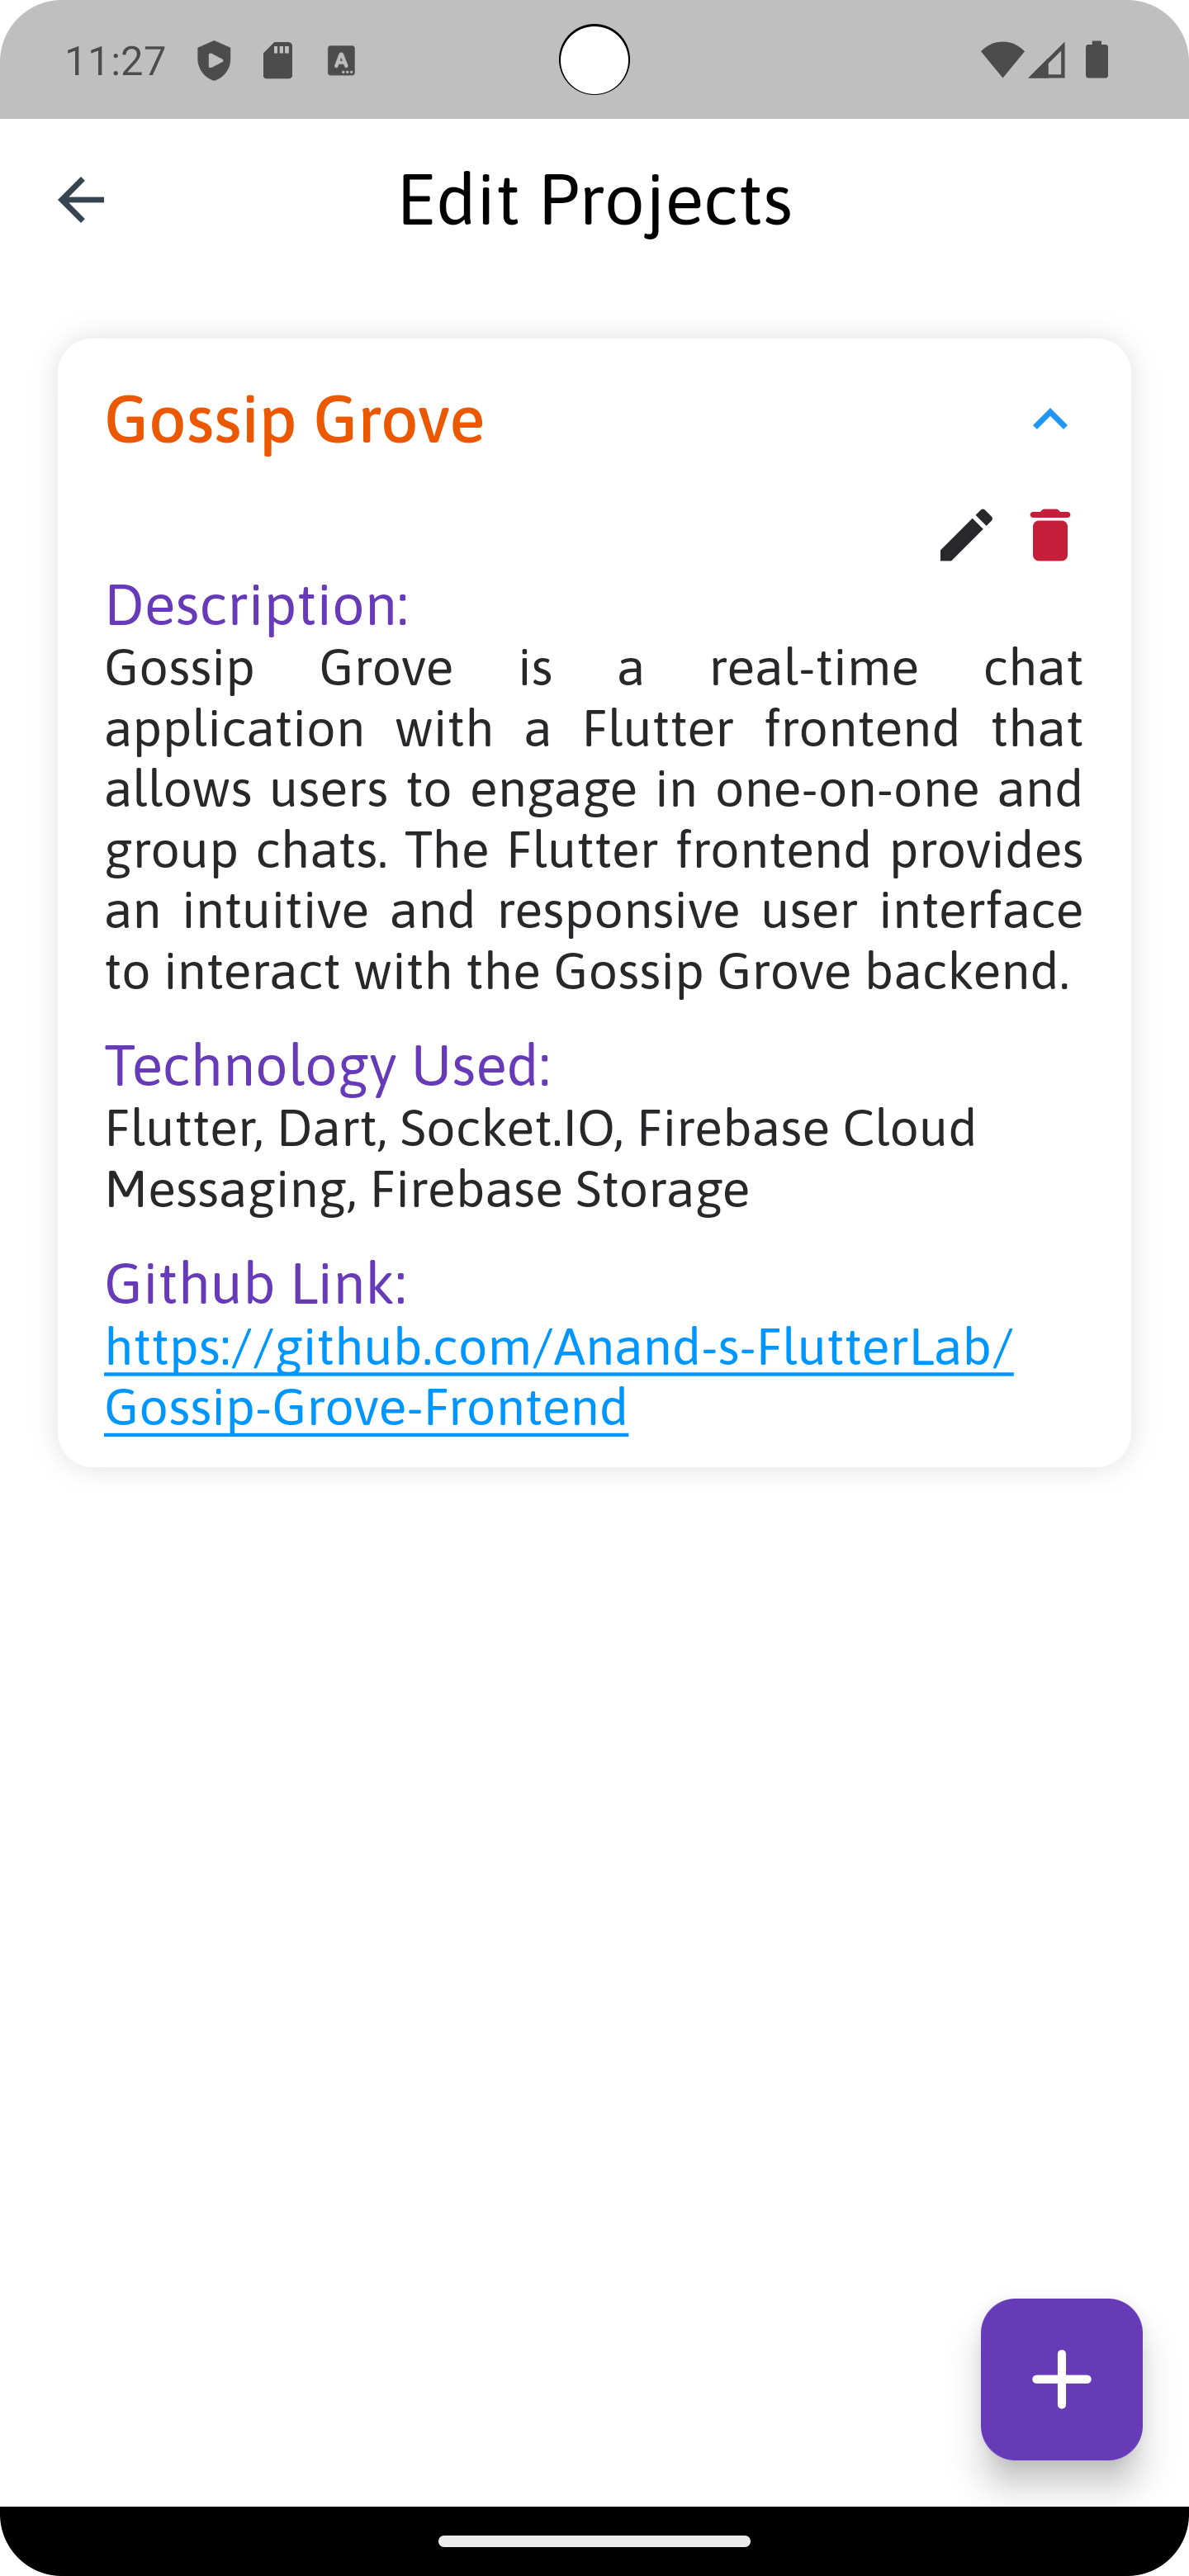 11:27
Edit Projects
Gossip Grove
Description:
Gossip Grove is a real-time chat
application with a Flutter frontend that
allows users to engage in one-on-one and
group chats. The Flutter frontend provides
an intuitive and responsive user interface
to interact with the Gossip Grove backend.
Technology Used:
Flutter, Dart, Socket.IO, Firebase Cloud
Messaging, Firebase Storage
Github Link:
https://github.com/Anand-s-FlutterLab/
Gossip-Grove-Frontend